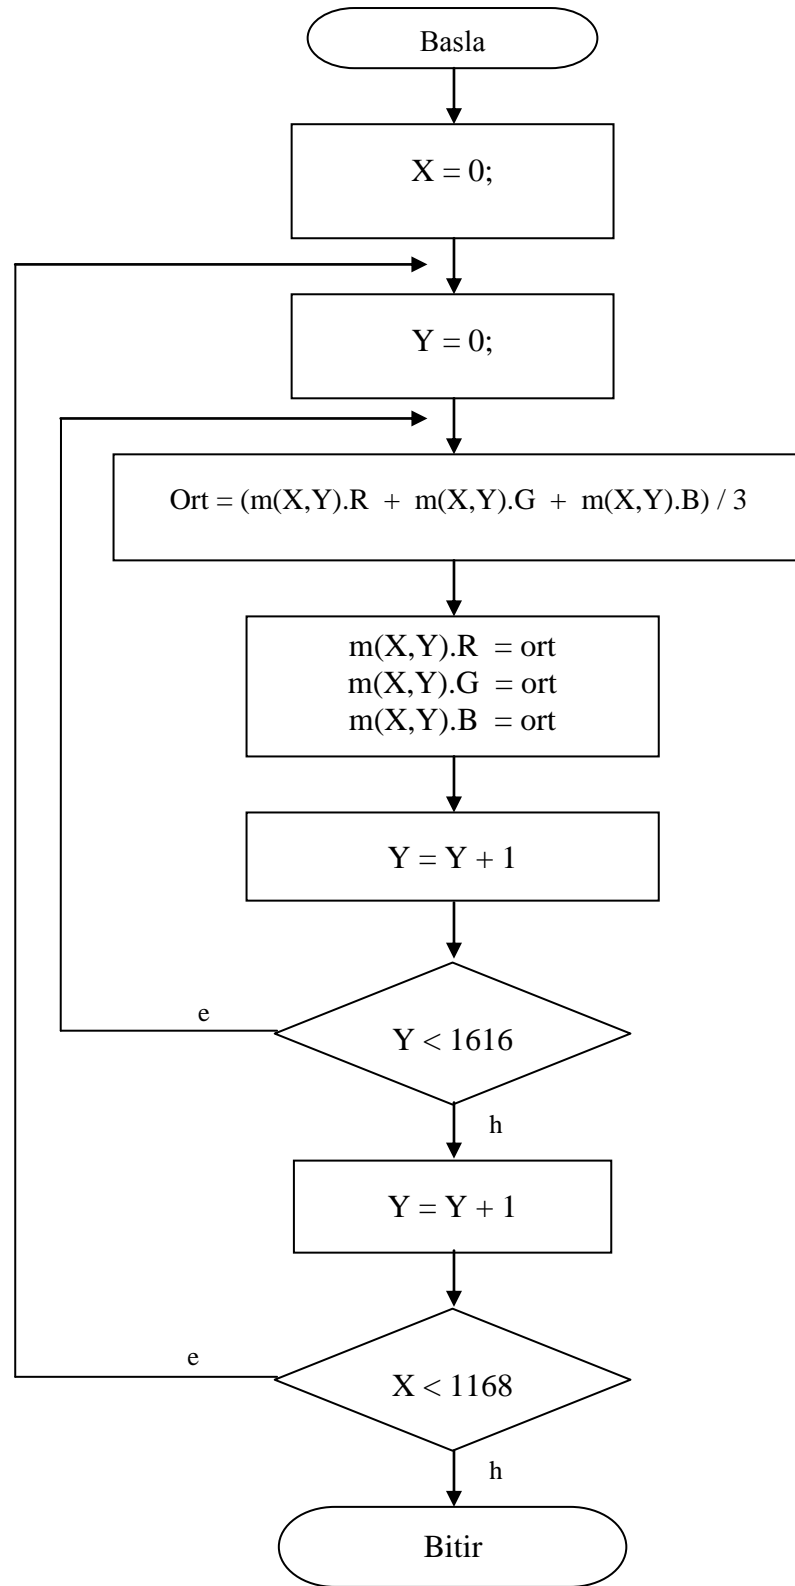 Basla
X = 0;
Y = 0;
Ort = (m(X,Y).R + m(X,Y).G + m(X,Y).B) / 3
m(X,Y).R = ort
m(X,Y).G = ort
m(X,Y).B = ort
Y = Y + 1
e
Y < 1616
h
Y = Y + 1
e
X < 1168
h
Bitir